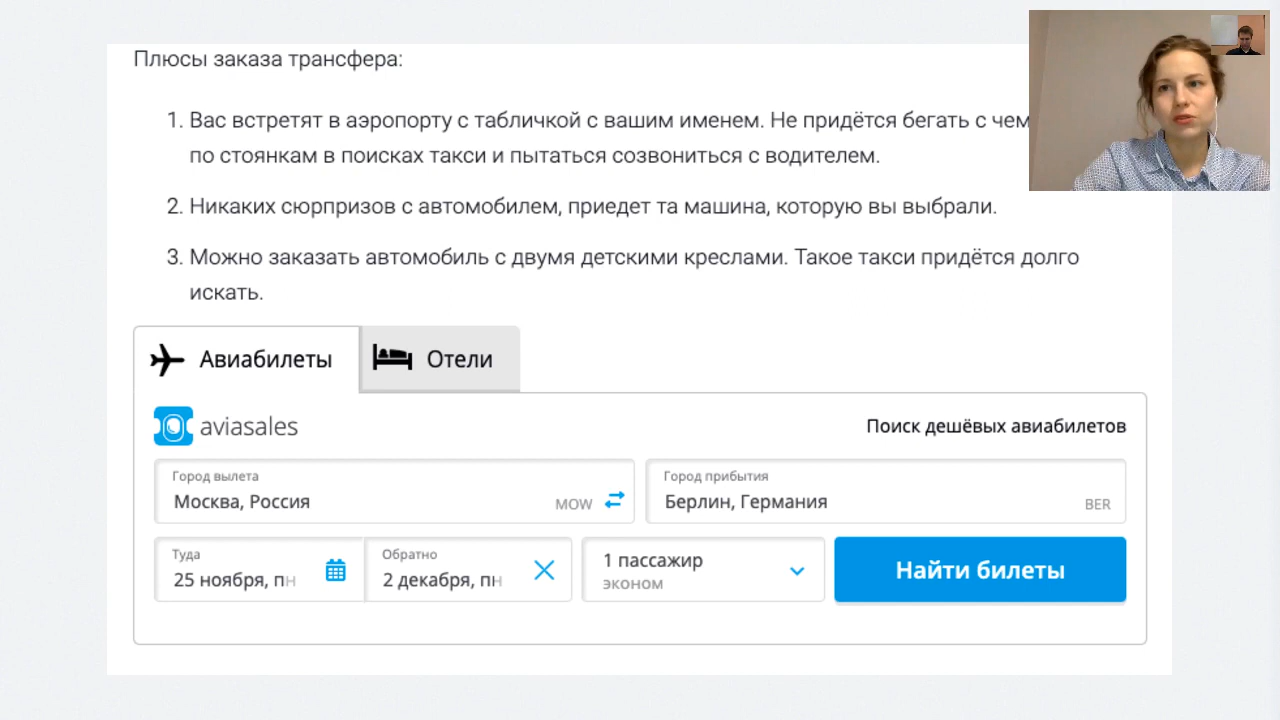 Плюсы заказа трансфера:
1. Вас встретят в аэропорту с табличкой с вашим именем. Не придётся бегать с чем
по стоянкам в поисках такси и пытаться созвониться с водителем.
2. Никаких сюрпризов с автомобилем, приедет та машина, которую вы выбрали.
3. Можно заказать автомобиль с двумя детскими креслами. Такое такси придётся долго
искать.
Авиабилеты Отели
aviasales Поиск дешёвых авиабилетов
Город вылета Город прибытия
Москва, Россия MOW Берлин, Германия BER
Туда Обратно 1 пассажир
25 ноября, пн 2 декабря, пн эконом Найти билеты